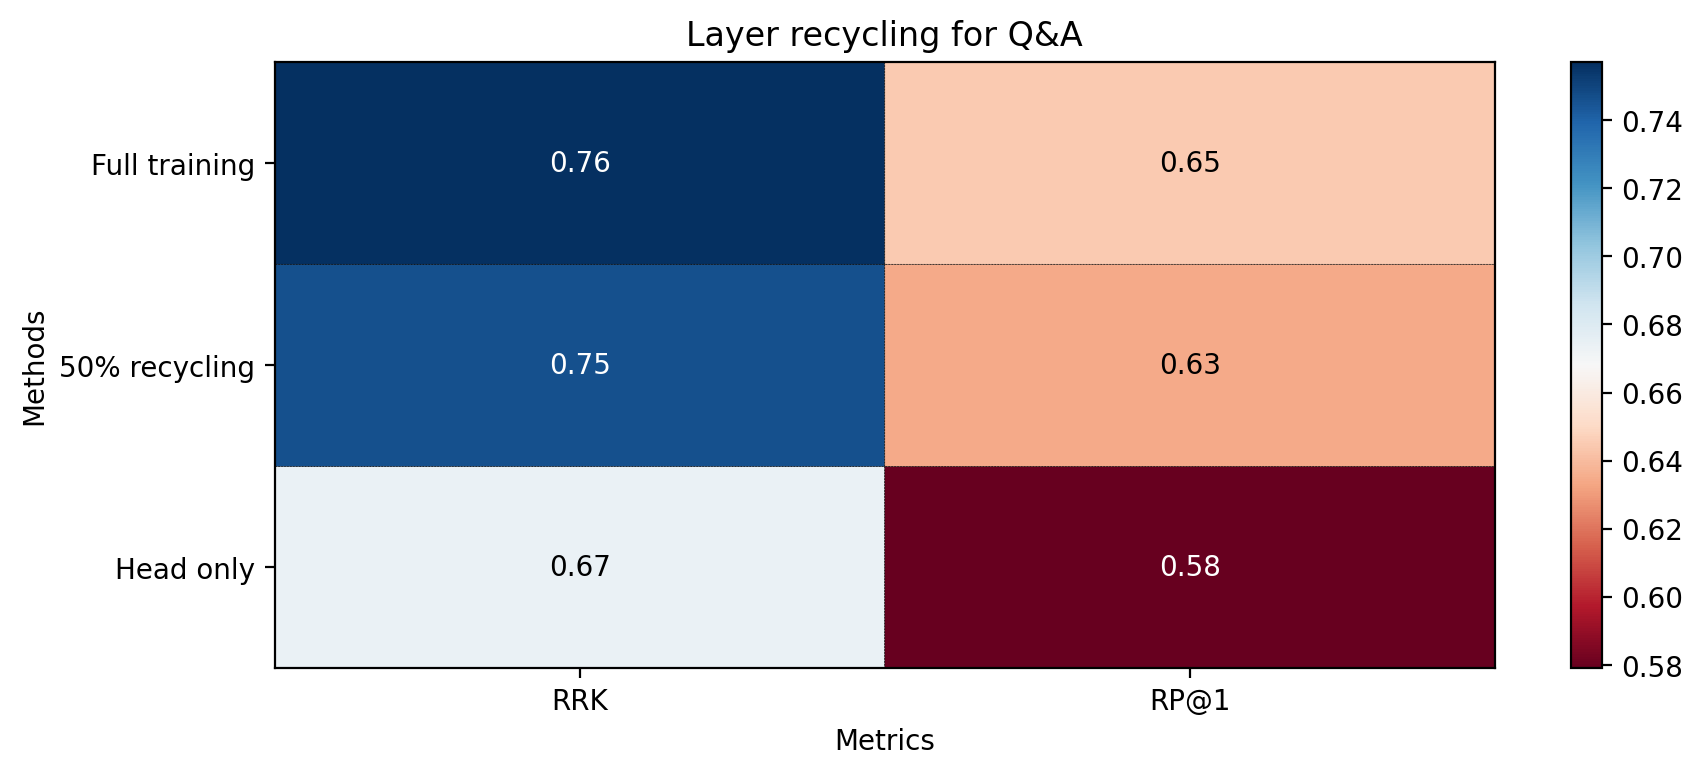 Layer recycling for Q&A
Methods
Full training
50% recycling
Head only
0.76
0.65
0.75
0.63
0.67
0.58
RRK
RP@1
Metrics
0.74
0.72
0.70
0.68
0.66
0.64
0.62
0.60
0.58